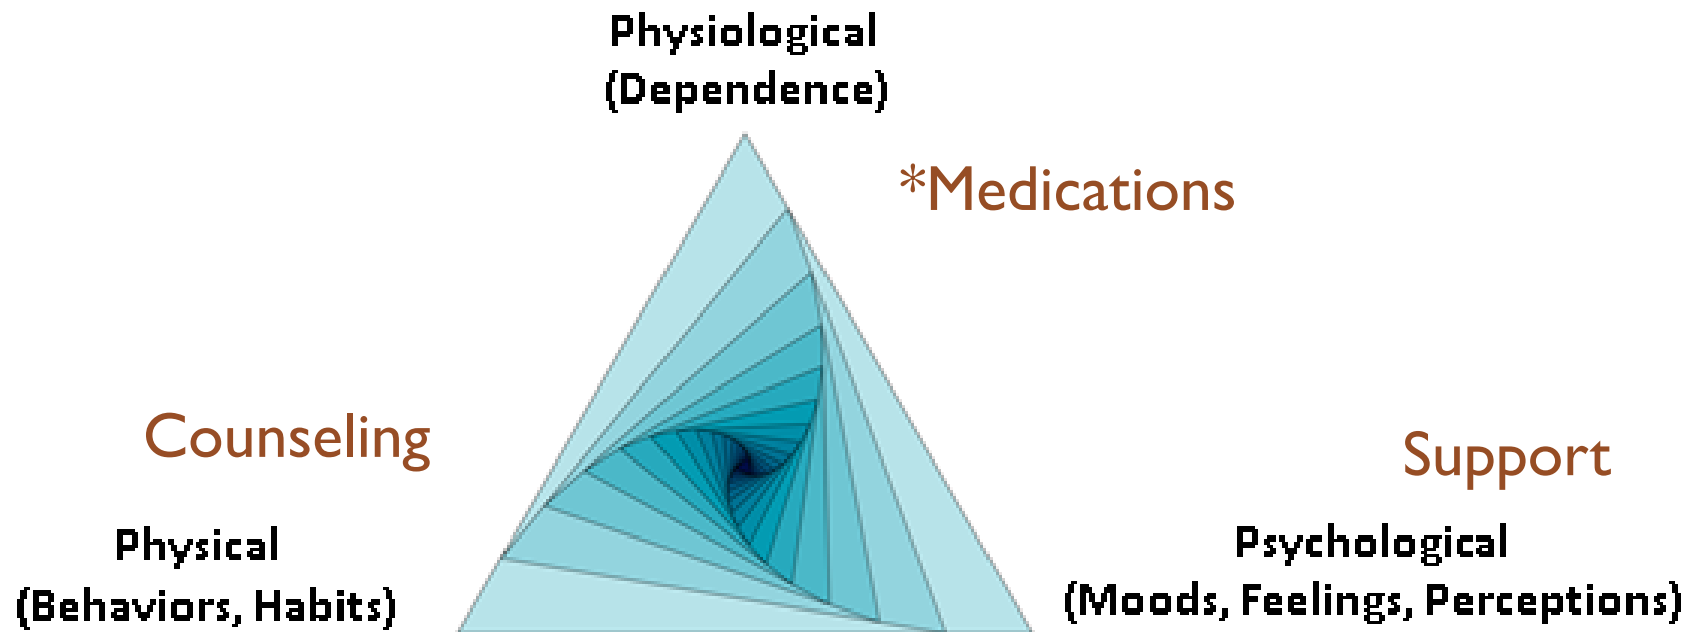 Physiological
(Dependence)
*Medications
Counseling
Support
Physical
(Behaviors, Habits)
Psychological
(Moods, Feelings, Perceptions)